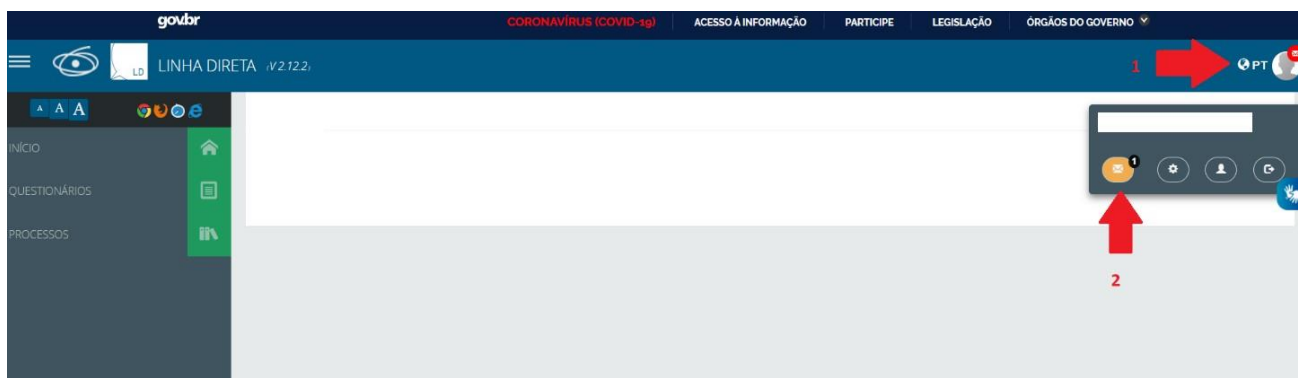 gov.br
CORONAVÍRUS (COVID-19)
ACESSO À INFORMAÇÃO
PARTICIPE
LEGISLAÇÃO
ÓRGÃOS DO GOVERNO
LD
LINHA DIRETA (V 2.12.2)
1
PT
A A A
INÍCIO
QUESTIONÁRIOS
PROCESSOS
1
2